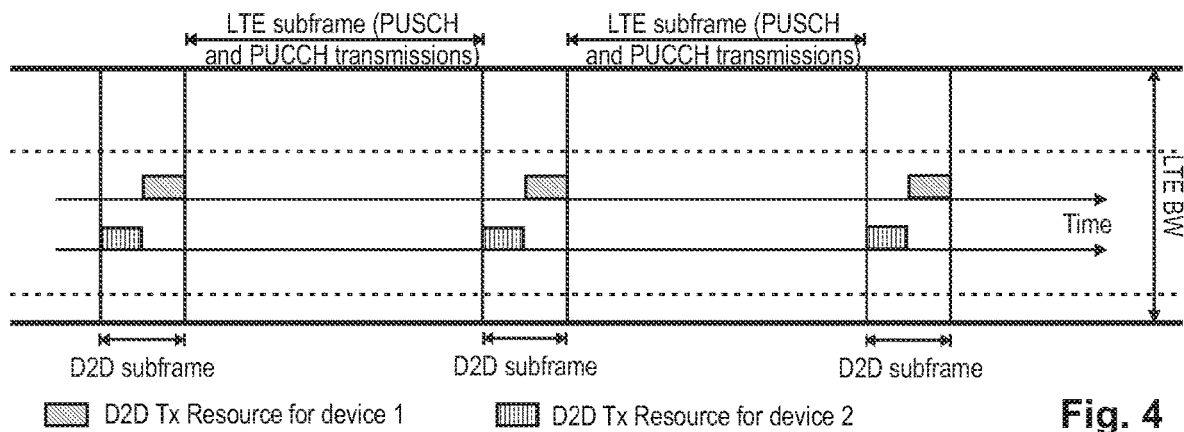 LTE subframe (PUSCH
and PUCCH transmissions)
LTE subframe (PUSCH
and PUCCH transmissions)
LTE BW
Time
D2D subframe
D2D subframe
D2D subframe
D2D Tx Resource for device 1
D2D Tx Resource for device 2
Fig. 4